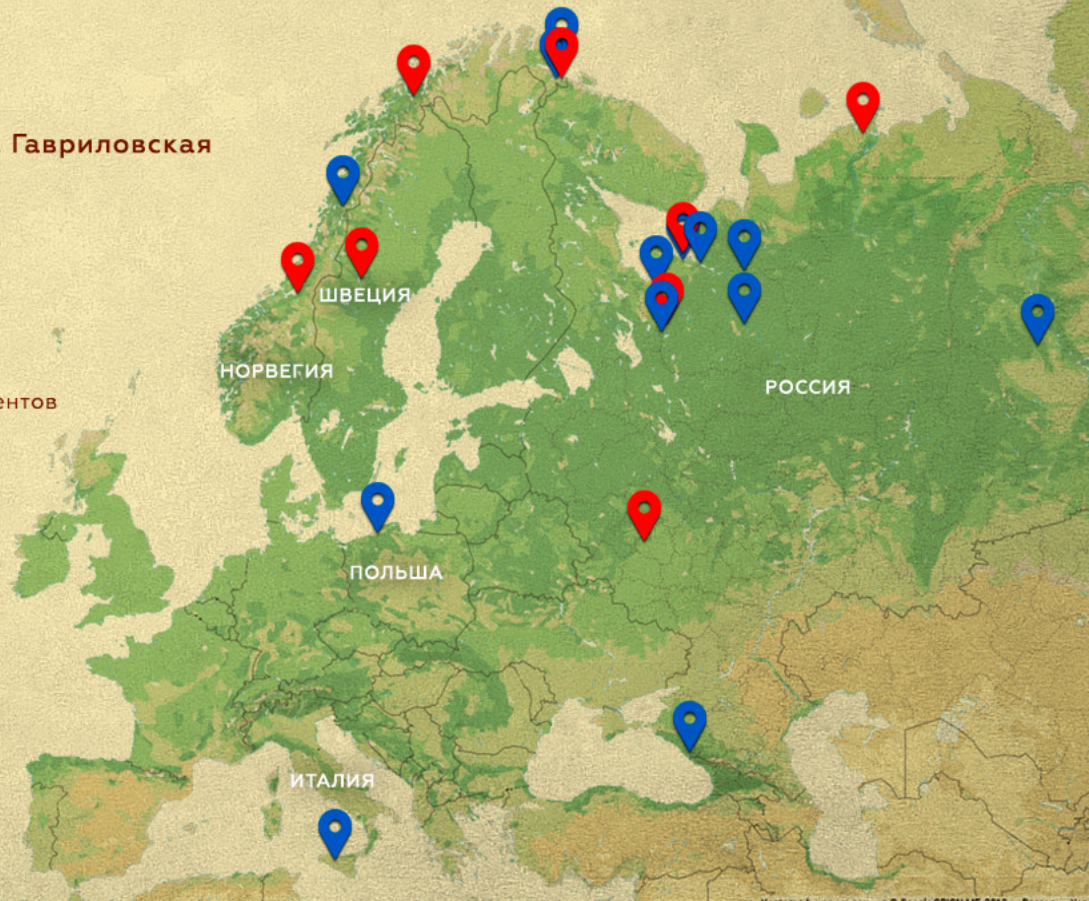 Гавриловская
ШВЕЦИЯ
НОРВЕГИЯ
РОССИЯ
ентов
ПОЛЬША
ИТАЛИЯ